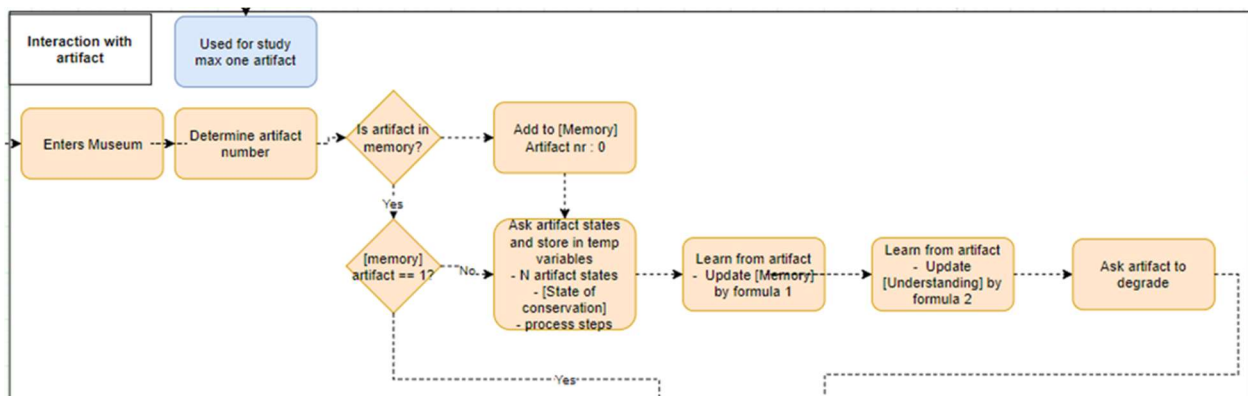 Interaction with
artifact
Used for study
max one artifact
Enters Museum
Determine artifact
number
Is artifact in
memory?
Add to [Memory]
Artifact nr : 0
Yes
[memory]
artifact == 1?
No
Ask artifact states
and store in temp
variables
- N artifact states
- [State of
conservation]
- process steps
Learn from artifact
- Update [Memory]
by formula 1
Learn from artifact
- Update
[Understanding] by
formula 2
Ask artifact to
degrade
Yes